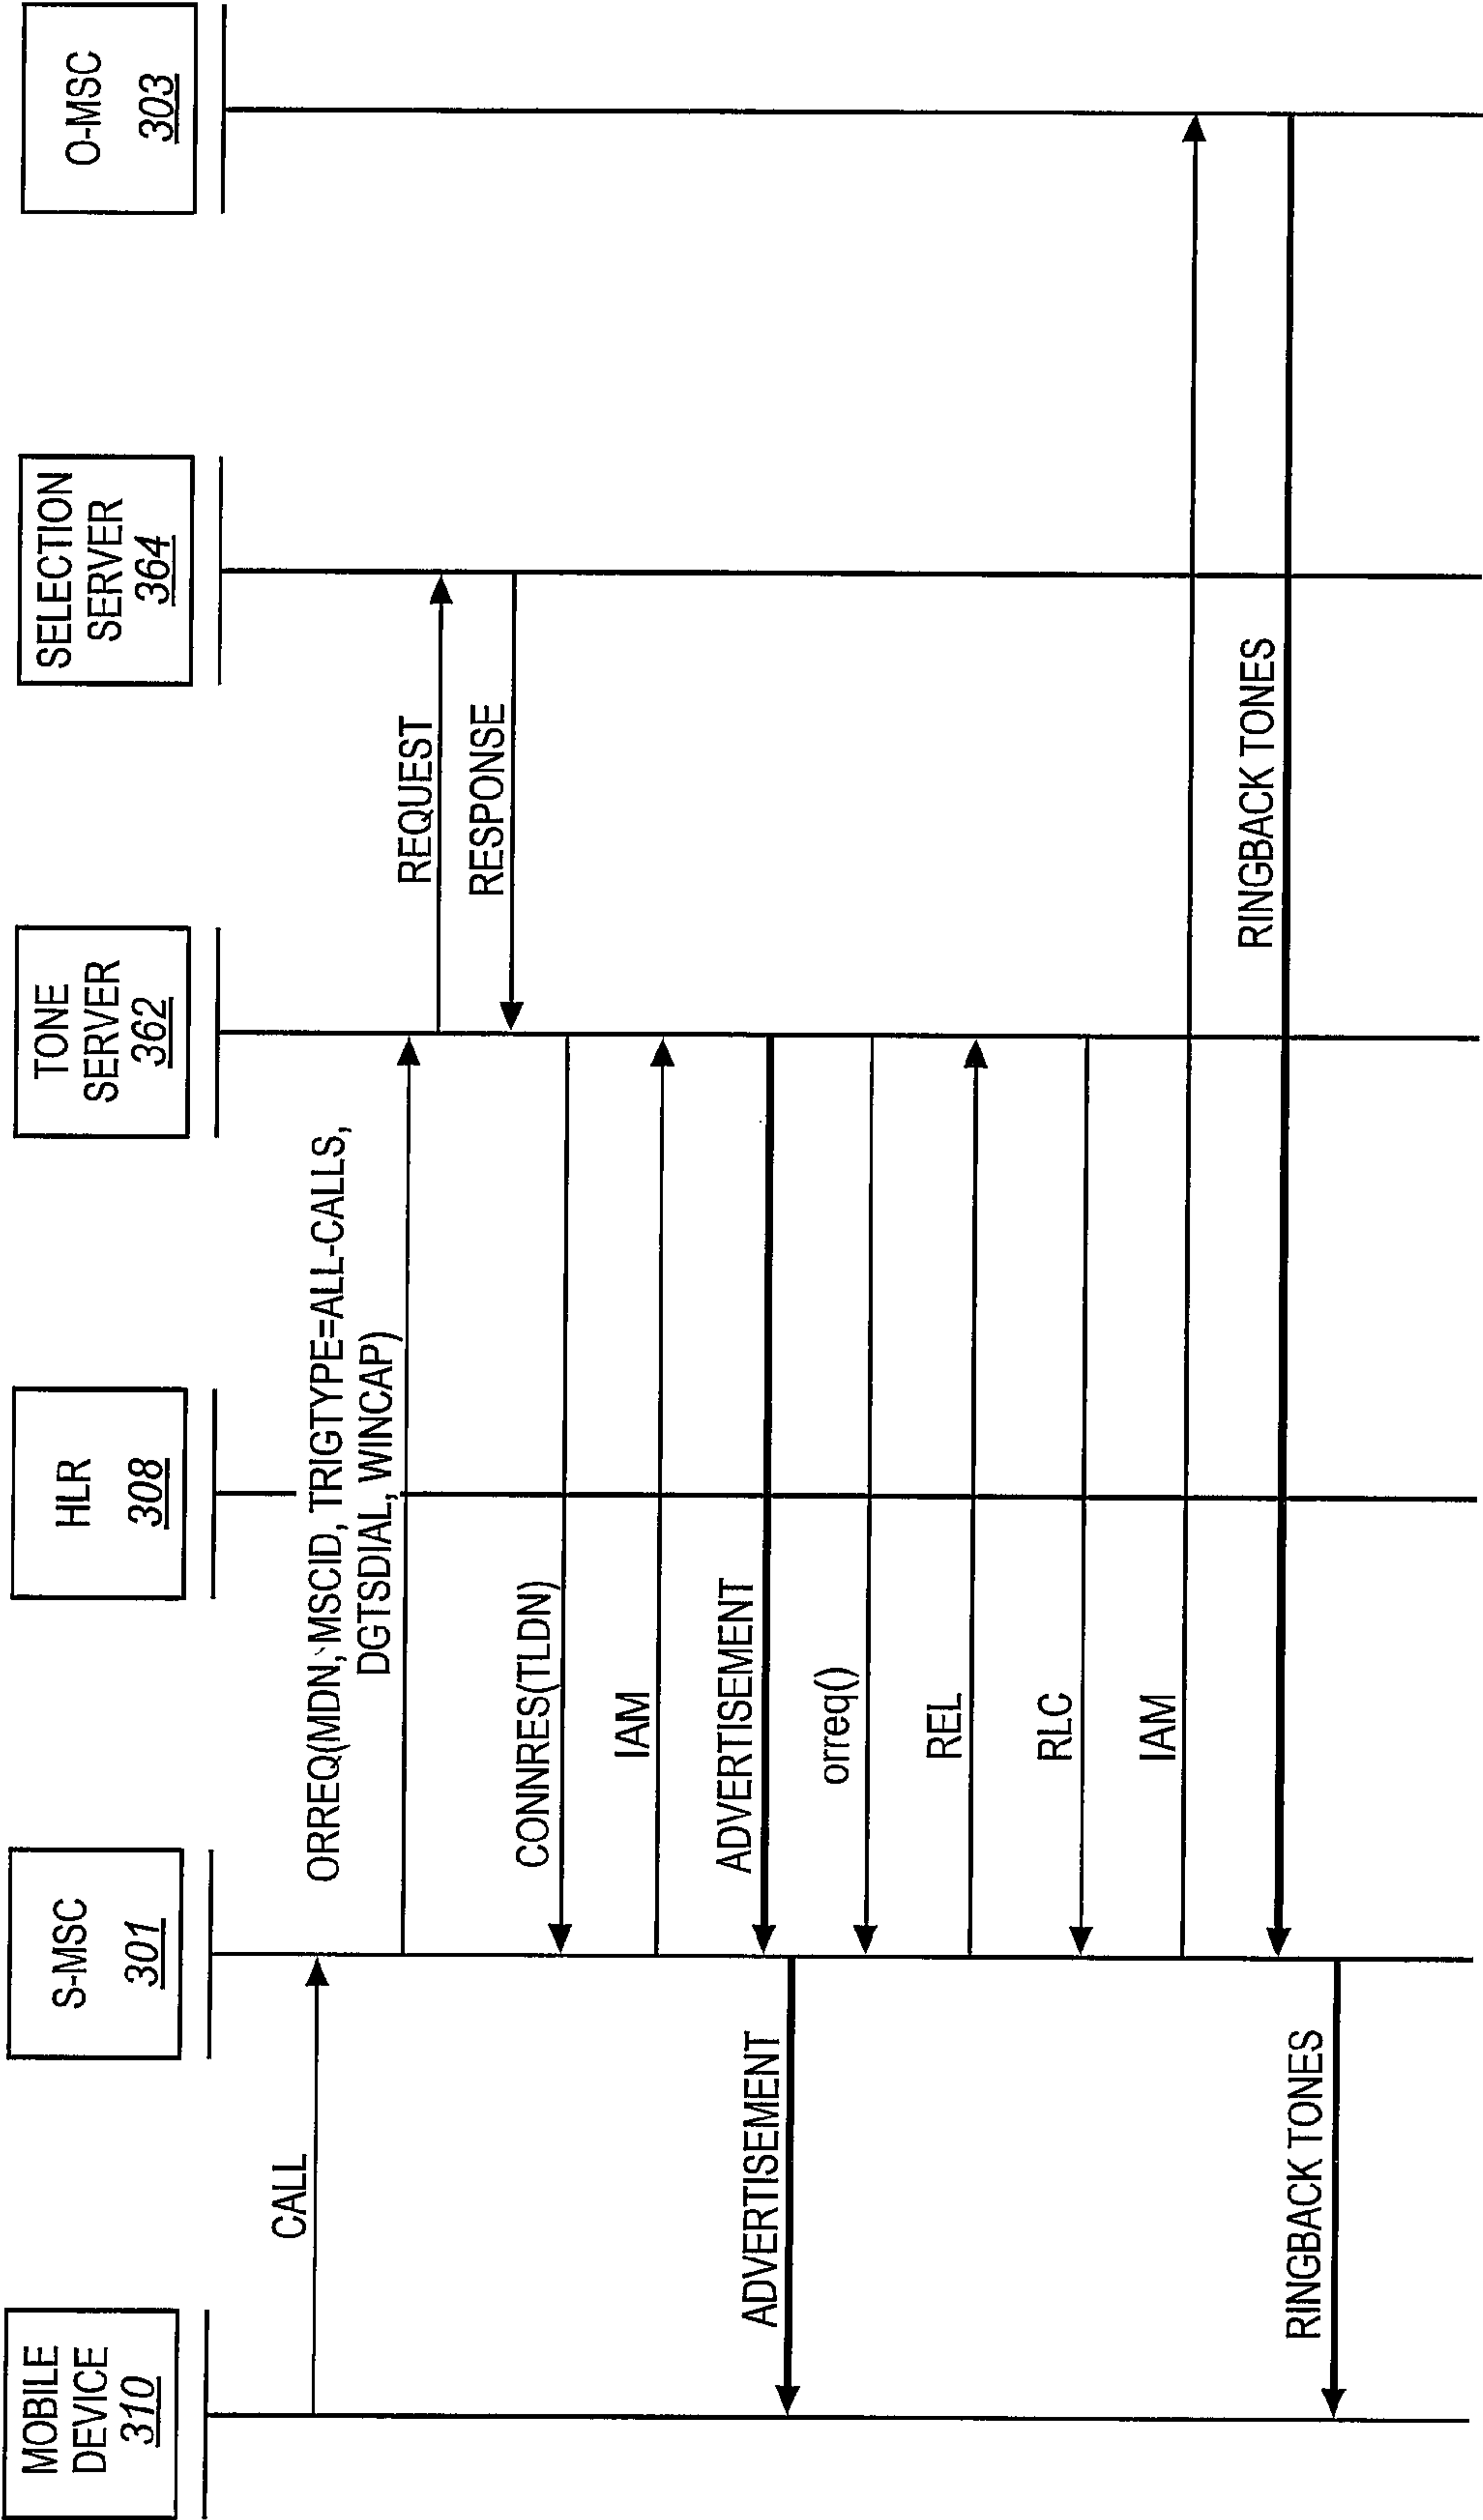 MOBILE
DEVICE
310
S-MSC
301
HLR
308
TONE
SERVER
362
SELECTION
SERVER
364
O-MSC
303
CALL
ORREQ(MDN, MSCID, TRIGTYPE=ALL-CALLS,
DGTSDIAL, WINCAP)
REQUEST
RESPONSE
CONNRES(TLDN)
IAM
ADVERTISEMENT
ADVERTISEMENT
orreq()
REL
RLC
IAM
RINGBACK TONES
RINGBACK TONES